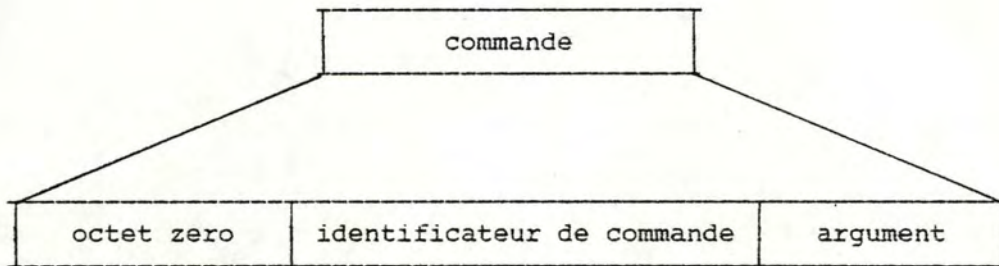 commande
octet zero identificateur de commande argument